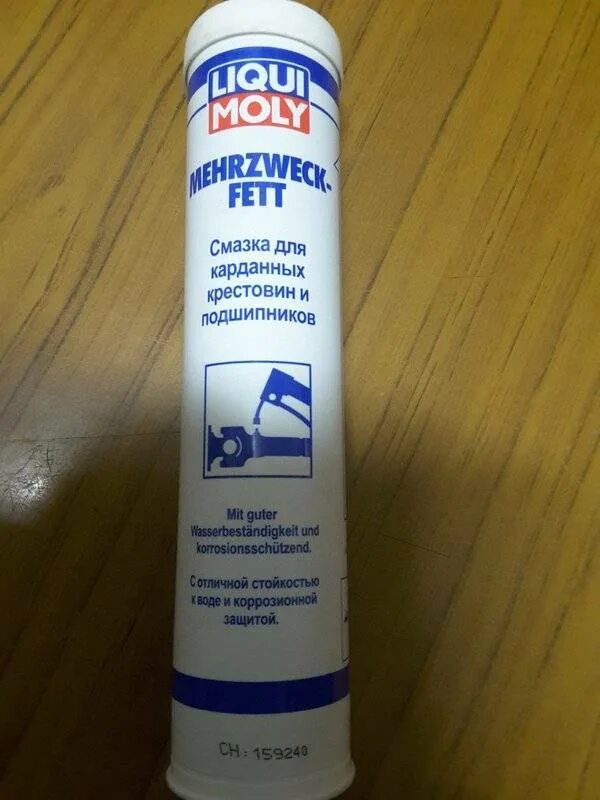 LIQUI
MOLY
MEHRZWECK-
FETT
Смазка для
карданных
крестовин и
подшипников
Mit guter
Wasserbeständigkeit und
korrosionsschützend.
С отличной стойкостью
к воде и коррозионной
защитой.
CH: 159240